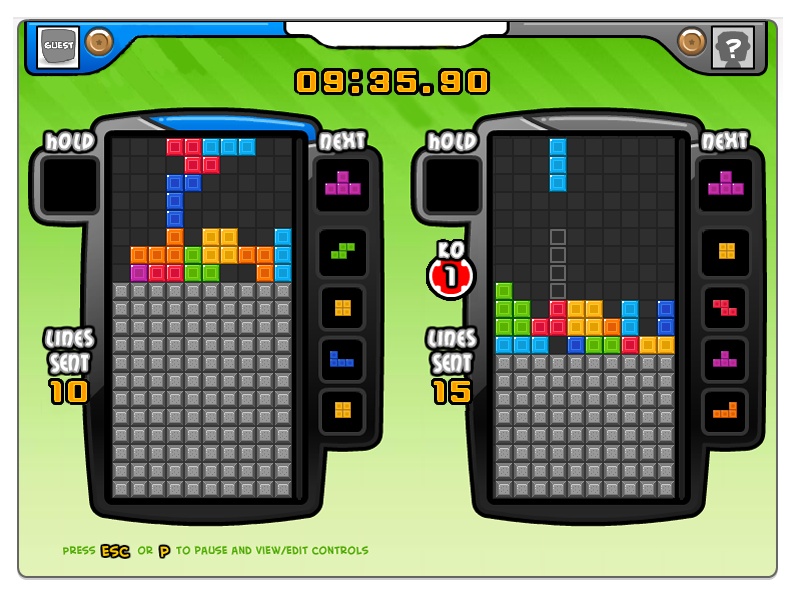 GUEST
?
09:35.90
HOLD
NEXT
HOLD
NEXT
KO
1
LINES
SENT
10
LINES
SENT
15
PRESS ESC OR P TO PAUSE AND VIEW/EDIT CONTROLS